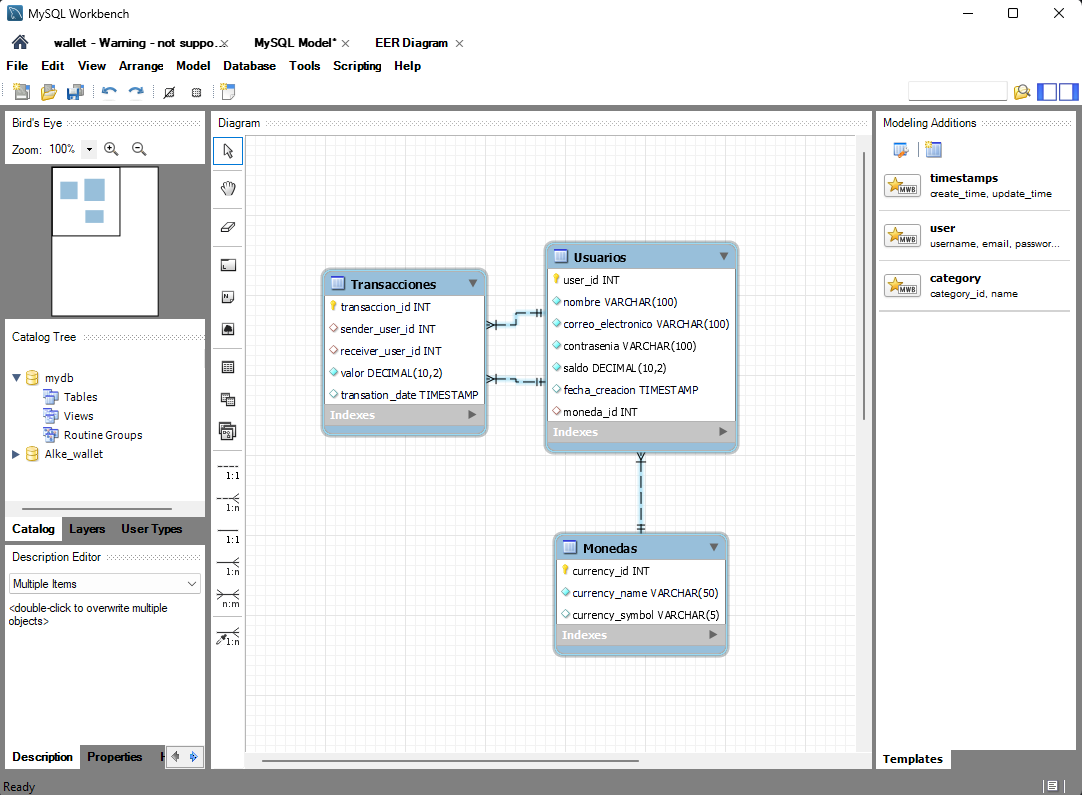 MySQL Workbench
wallet - Warning - not suppo...
MySQL Model*
EER Diagram
File Edit View Arrange Model Database Tools Scripting Help
Bird's Eye
Zoom: 100%
Catalog Tree
mydb
Tables
Views
Routine Groups
Alke_wallet
Catalog Layers User Types
Description Editor
Multiple Items
<double-click to overwrite multiple
objects>
Description Properties H
Ready
Diagram
1:1
1:n
1:1
1:n
n:m
1:n
Transacciones
transaccion_id INT
sender_user_id INT
receiver_user_id INT
valor DECIMAL(10,2)
transation_date TIMESTAMP
Indexes
Usuarios
user_id INT
nombre VARCHAR(100)
correo_electronico VARCHAR(100)
contrasenia VARCHAR(100)
saldo DECIMAL(10,2)
fecha_creacion TIMESTAMP
moneda_id INT
Indexes
Monedas
currency_id INT
currency_name VARCHAR(50)
currency_symbol VARCHAR(5)
Indexes
Modeling Additions
MWB
timestamps
create_time, update_time
MWB
user
username, email, passwor...
MWB
category
category_id, name
Templates